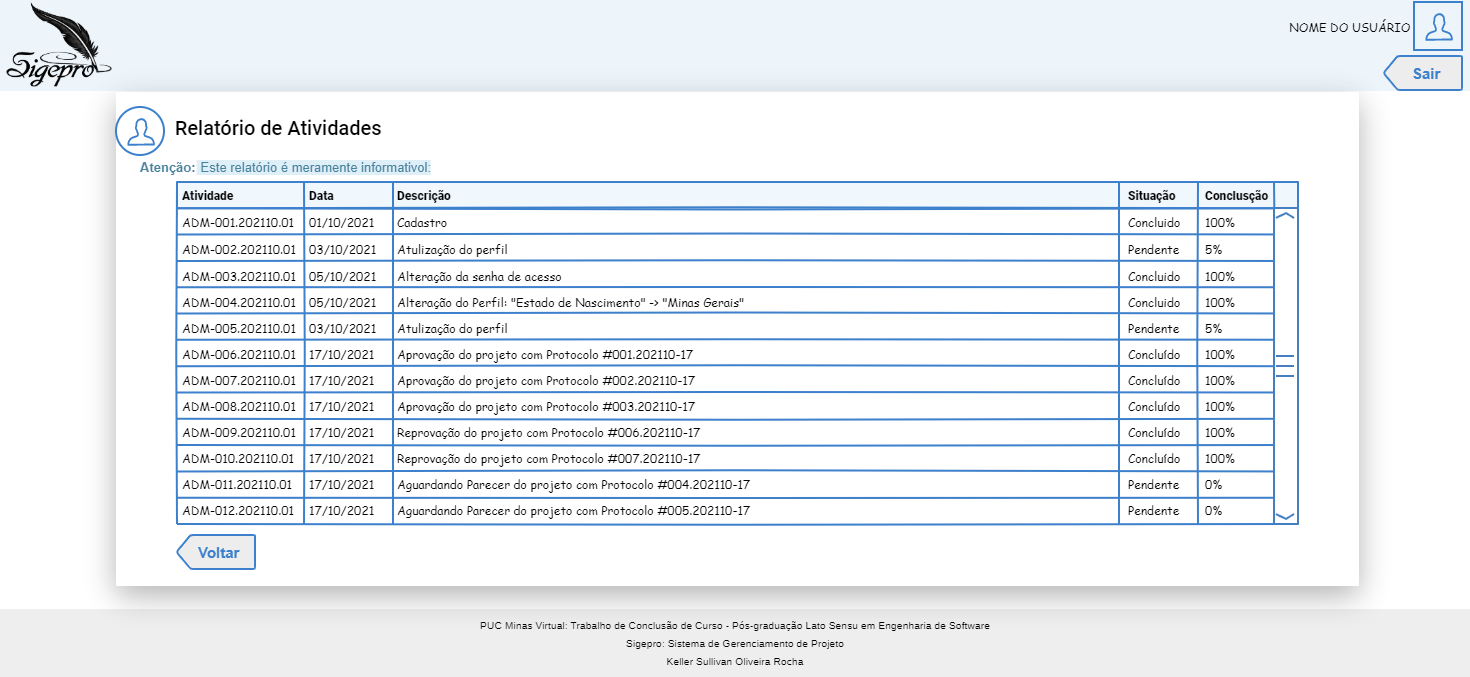 Sigepro
NOME DO USUÁRIO
Sair
Relatório de Atividades
Atenção: Este relatório é meramente informativol:
Atividade Data Descrição Situação Conclusção
ADM-001.202110.01 01/10/2021 Cadastro Concluido 100%
ADM-002.202110.01 03/10/2021 Atulização do perfil Pendente 5%
ADM-003.202110.01 05/10/2021 Alteração da senha de acesso Concluido 100%
ADM-004.202110.01 05/10/2021 Alteração do Perfil: "Estado de Nascimento" -> "Minas Gerais" Concluido 100%
ADM-005.202110.01 03/10/2021 Atulização do perfil Pendente 5%
ADM-006.202110.01 17/10/2021 Aprovação do projeto com Protocolo #001.202110-17 Concluído 100%
ADM-007.202110.01 17/10/2021 Aprovação do projeto com Protocolo #002.202110-17 Concluído 100%
ADM-008.202110.01 17/10/2021 Aprovação do projeto com Protocolo #003.202110-17 Concluído 100%
ADM-009.202110.01 17/10/2021 Reprovação do projeto com Protocolo #006.202110-17 Concluído 100%
ADM-010.202110.01 17/10/2021 Reprovação do projeto com Protocolo #007.202110-17 Concluído 100%
ADM-011.202110.01 17/10/2021 Aguardando Parecer do projeto com Protocolo #004.202110-17 Pendente 0%
ADM-012.202110.01 17/10/2021 Aguardando Parecer do projeto com Protocolo #005.202110-17 Pendente 0%
Voltar
PUC Minas Virtual: Trabalho de Conclusão de Curso - Pós-graduação Lato Sensu em Engenharia de Software
Sigepro: Sistema de Gerenciamento de Projeto
Keller Sullivan Oliveira Rocha